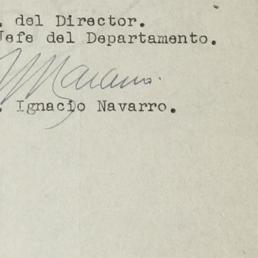 . del Director.
Jefe del Departamento.
. Ignacio Navarro.